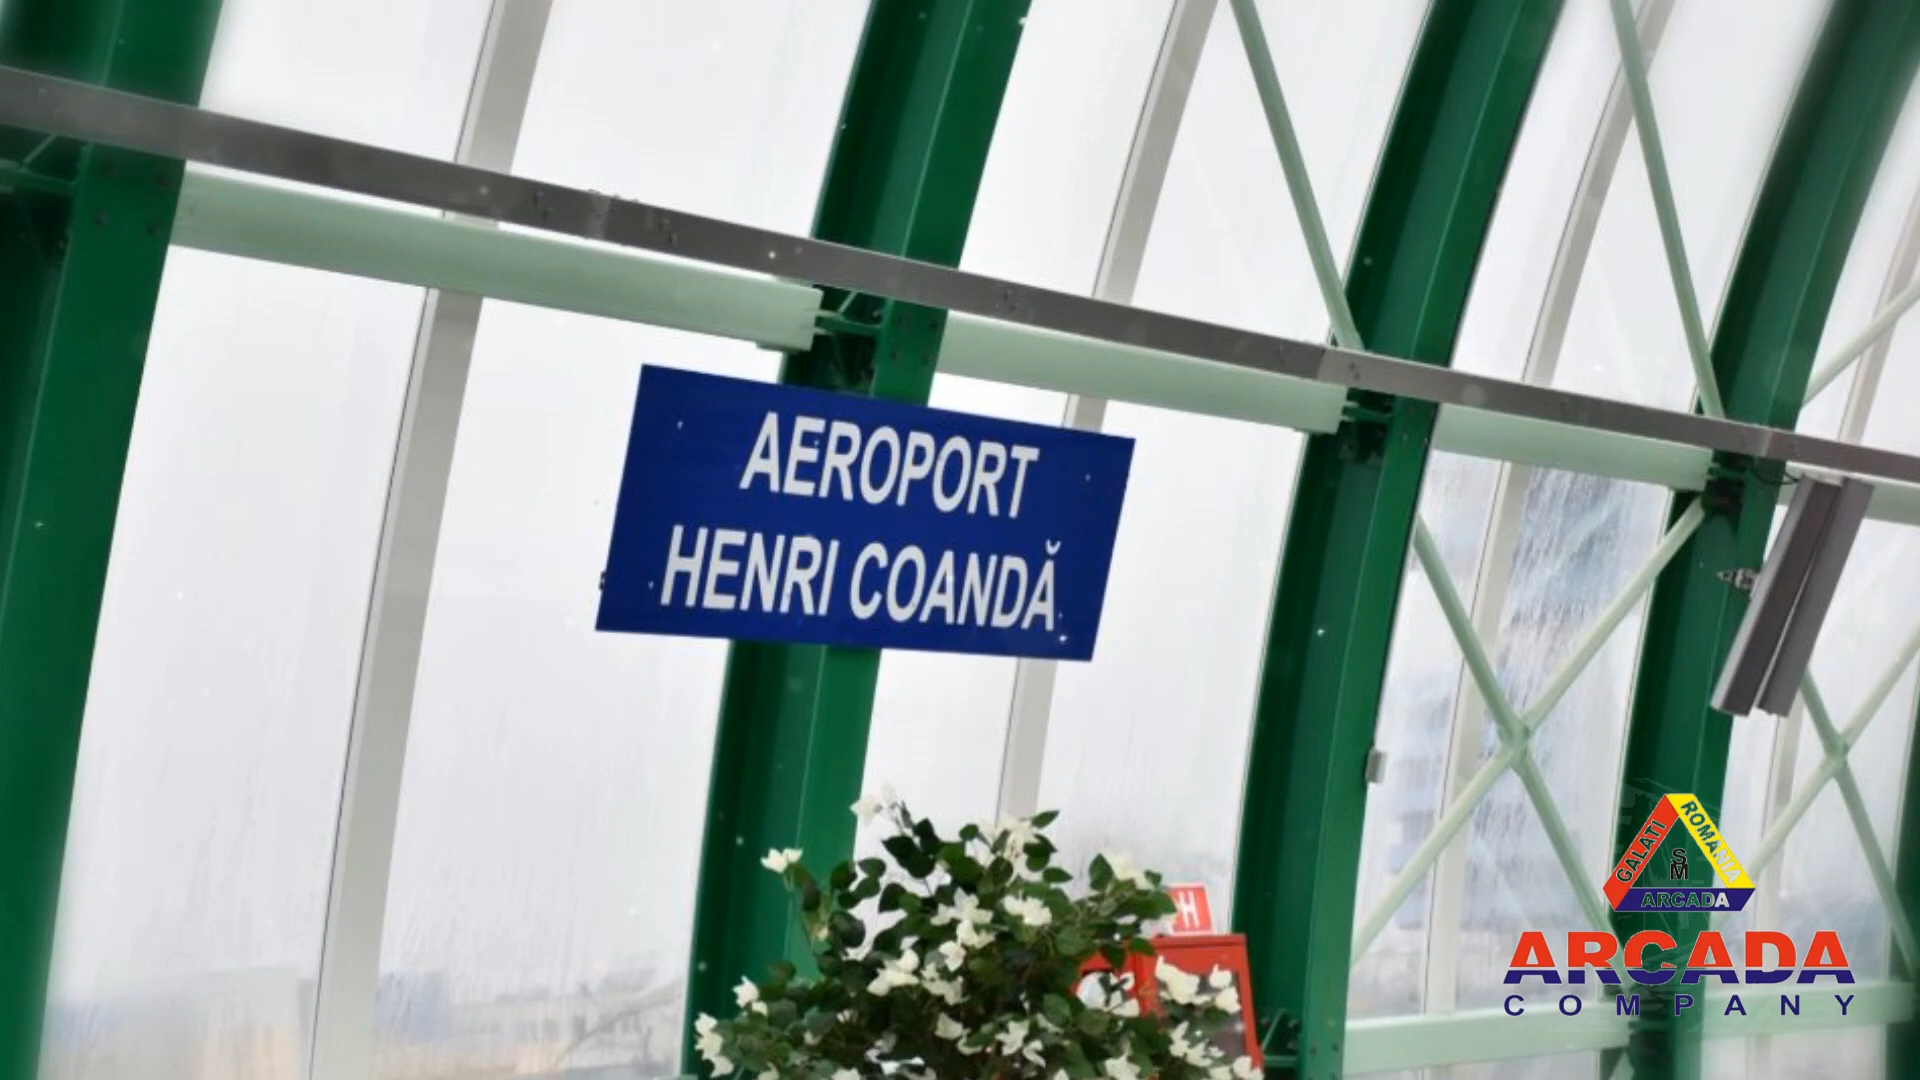 AEROPORT
HENRI COANDĂ
H
GALATI
ROMANIA
SM
ARCADA
ARCADA
COMPANY